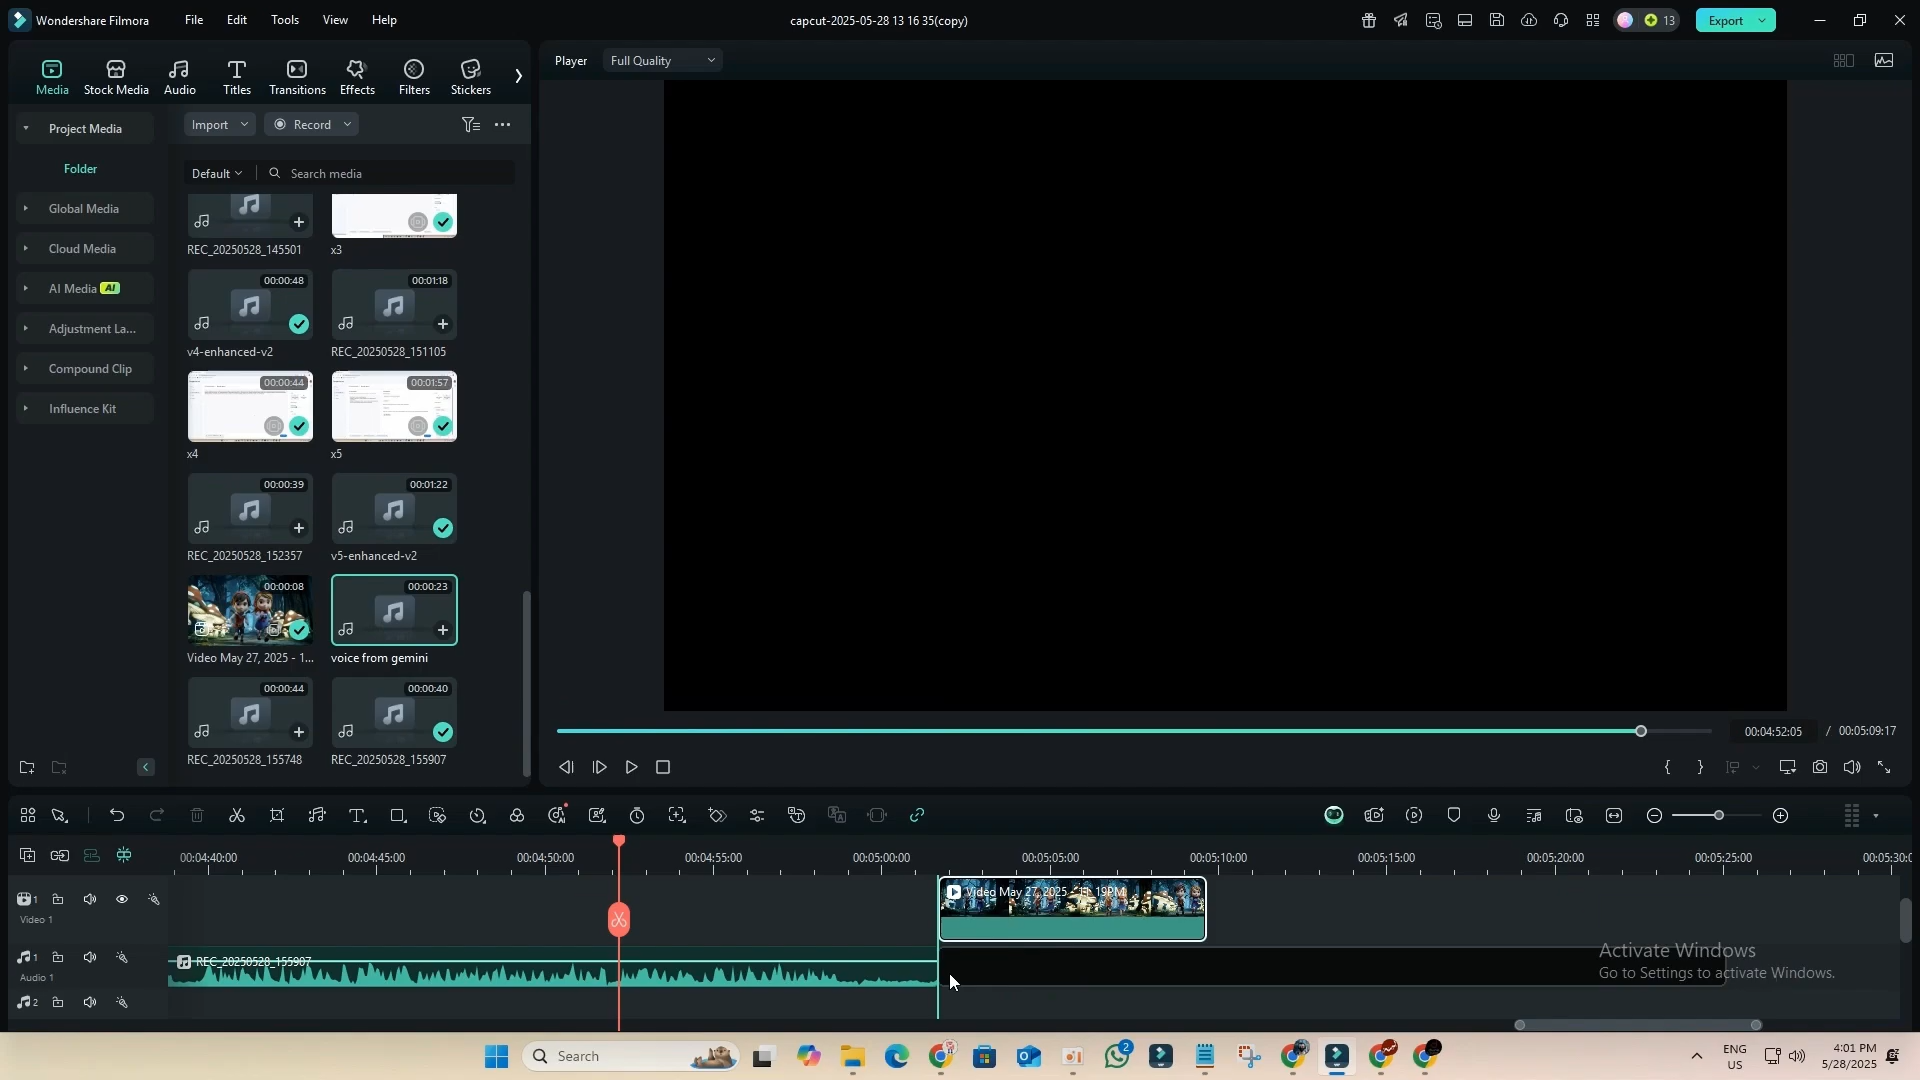 Wondershare Filmora
File
Edit
Tools
View
Help
capcut-2025-05-28 13 16 35(copy)
13
Export
Media
Stock Media
Audio
Titles
Transitions
Effects
Filters
Stickers
Player
Full Quality
Project Media
Folder
Global Media
Cloud Media
AI Media AI
Adjustment La...
Compound Clip
Influence Kit
Import
Record
Default
Search media
REC_20250528_145501
x3
00:00:48
00:01:18
v4-enhanced-v2
REC_20250528_151105
00:00:44
00:01:57
x4
x5
00:00:39
00:01:22
REC_20250528_152357
v5-enhanced-v2
00:00:08
00:00:23
Video May 27, 2025 - 1...
voice from gemini
00:00:44
00:00:40
REC_20250528_155748
REC_20250528_155907
00:04:52:05 / 00:05:09:17
00:04:40:00
00:04:45:00
00:04:50:00
00:04:55:00
00:05:00:00
00:05:05:00
00:05:10:00
00:05:15:00
00:05:20:00
00:05:25:00
00:05:30:0
1
Video 1
Video May 27, 2025 - 11:19PM
1
Audio 1
REC_20250528_155907
2
Activate Windows
Go to Settings to activate Windows.
Search
2
ENG
US
4:01 PM
5/28/2025